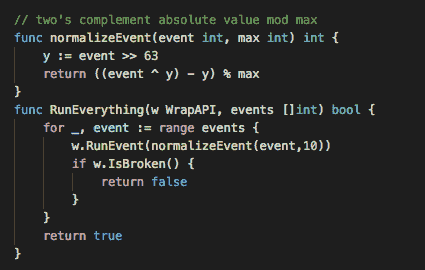 // two's complement absolute value mod max
func normalizeEvent(event int, max int) int {
    y := event >> 63
    return ((event ^ y) - y) % max
}
func RunEverything(w WrapAPI, events []int) bool {
    for _, event := range events {
        w.RunEvent(normalizeEvent(event,10))
        if w.IsBroken() {
            return false
        }
    }
    return true
}